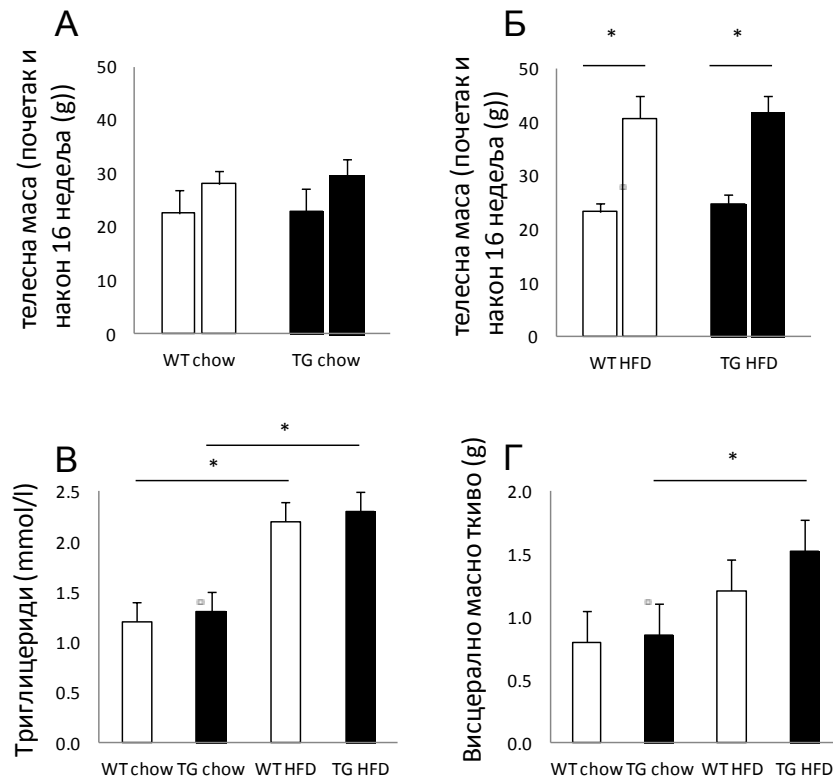 А
телесна маса (почетак и
након 16 недеља (g))
50
40
30
20
10
0
WT chow
TG chow
Б
*
*
телесна маса (почетак и
након 16 недеља (g))
50
40
30
20
10
0
WT HFD
TG HFD
В
*
*
Триглицериди (mmol/l)
2.5
2.0
1.5
1.0
0.5
0.0
WT chow TG chow WT HFD TG HFD
Г
*
Висцерално масно ткиво (g)
2.0
1.5
1.0
0.5
0.0
WT chow TG chow WT HFD TG HFD